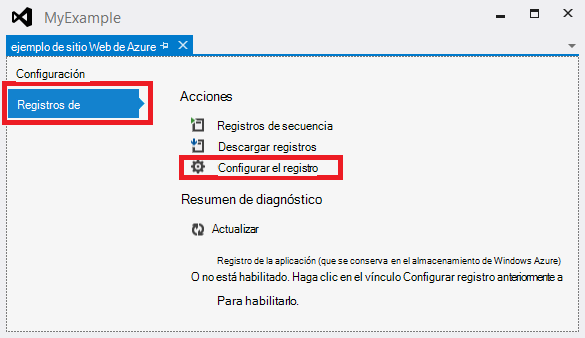 MyExample
ejemplo de sitio Web de Azure
Configuración
Registros de
Acciones
Registros de secuencia
Descargar registros
Configurar el registro
Resumen de diagnóstico
Actualizar
Registro de la aplicación (que se conserva en el almacenamiento de Windows Azure)
O no está habilitado. Haga clic en el vínculo Configurar registro anteriormente a
Para habilitarlo.